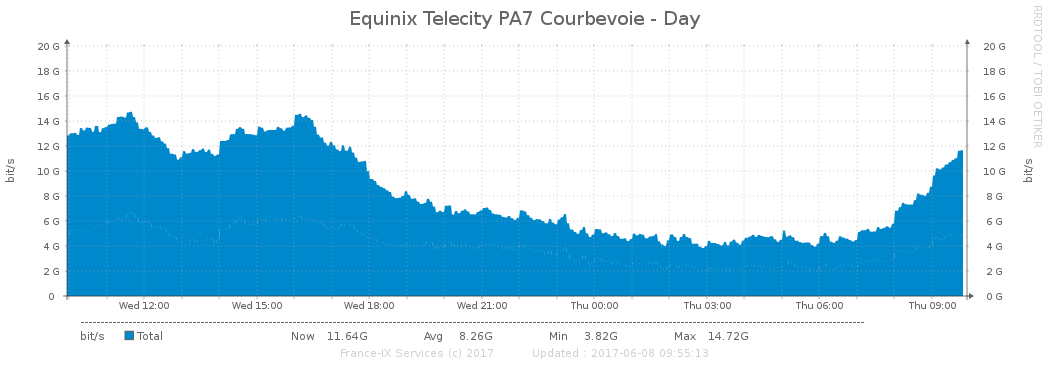 Equinix Telecity PA7 Courbevoie - Day
RRDTOOL / TOBI OETIKER
20 G 20 G
18 G 18 G
16 G 16 G
14 G 14 G
12 G 12 G
10 G 10 G
8 G 8 G
6 G 6 G
4 G 4 G
2 G 2 G
0 0 G
bit/s bit/s
Wed 12:00 Wed 15:00 Wed 18:00 Wed 21:00 Thu 00:00 Thu 03:00 Thu 06:00 Thu 09:00
bit/s Total Now 11.64G Avg 8.26G Min 3.82G Max 14.72G
France-IX Services (c) 2017 Updated : 2017-06-08 09:55:13